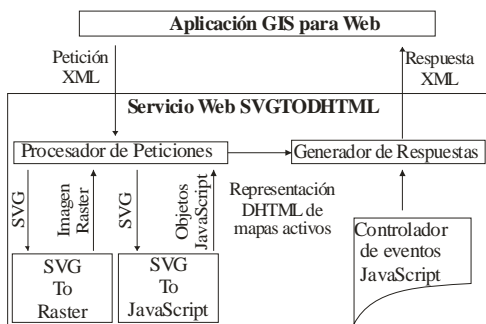 Aplicación GIS para Web
Petición
XML
Respuesta
XML
Servicio Web SVGTODHTML
Procesador de Peticiones
Generador de Respuestas
SVG
Imagen
Raster
SVG
Objetos
JavaScript
Representación
DHTML de
mapas activos
Controlador
de eventos
JavaScript
SVG
To
Raster
SVG
To
JavaScript